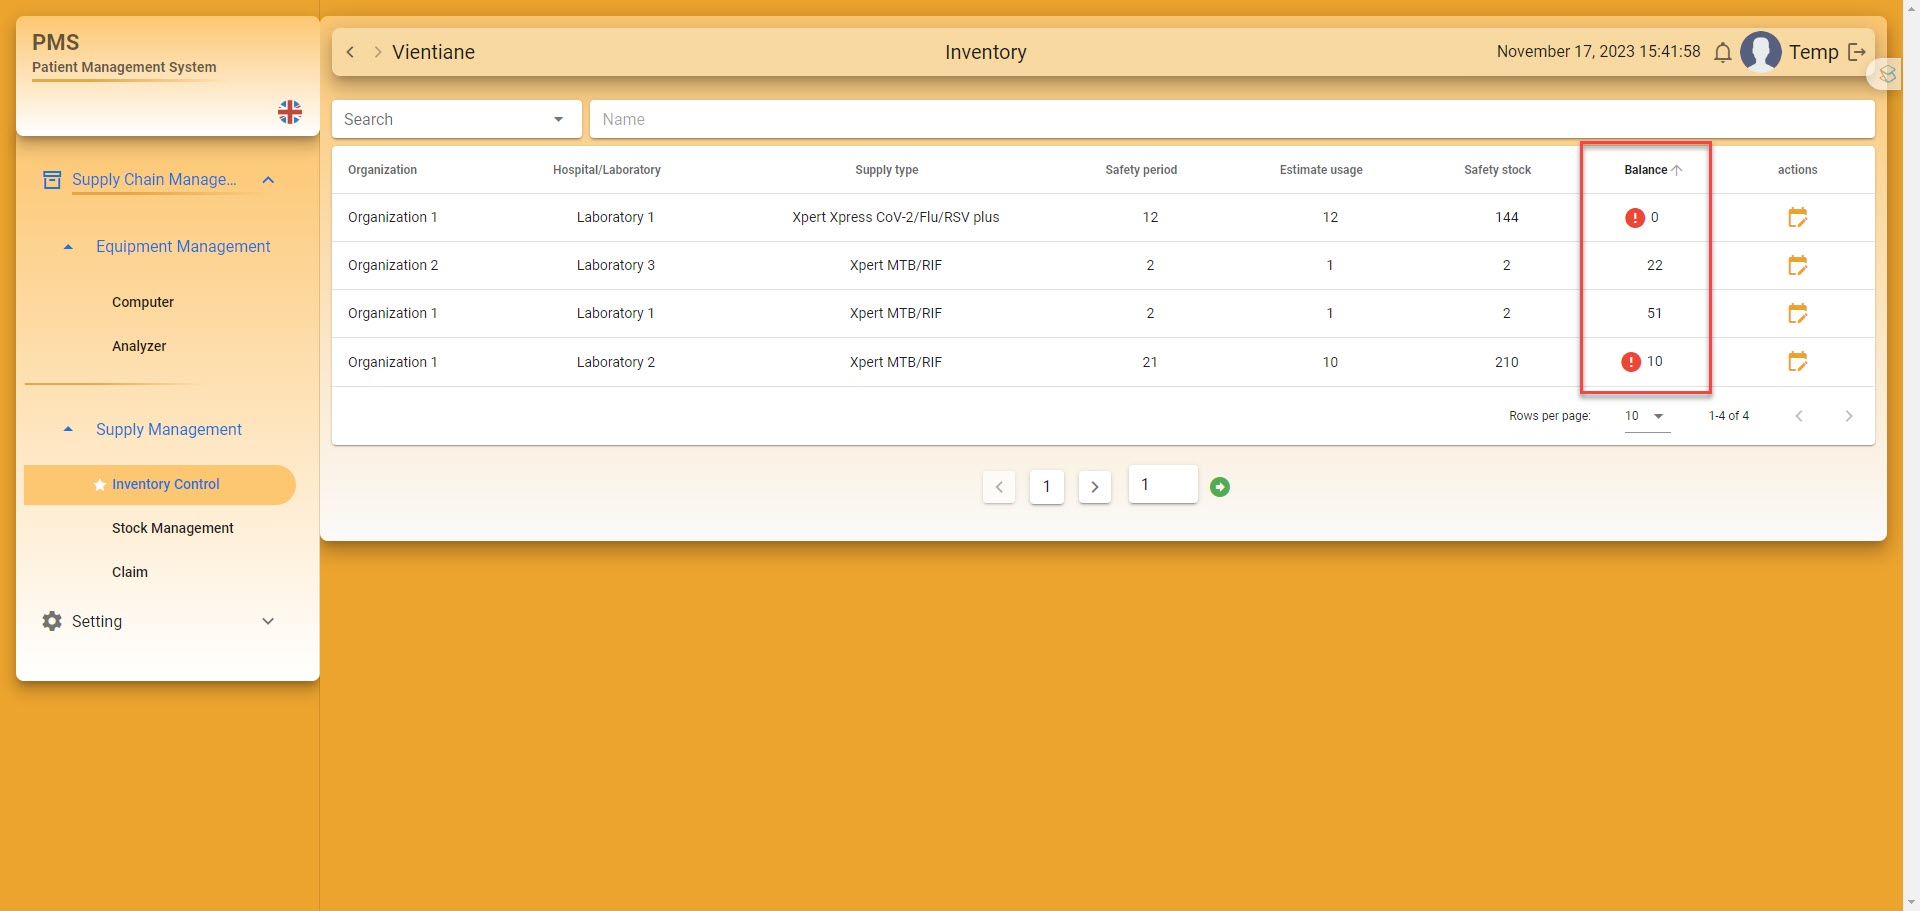 PMS
Patient Management System
Supply Chain Manage...
Equipment Management
Computer
Analyzer
Supply Management
Inventory Control
Stock Management
Claim
Setting
Vientiane
Inventory
November 17, 2023 15:41:58
Temp
Search
Name
Organization Hospital/Laboratory Supply type Safety period Estimate usage Safety stock Balance actions
Organization 1 Laboratory 1 Xpert Xpress CoV-2/Flu/RSV plus 12 12 144 0
Organization 2 Laboratory 3 Xpert MTB/RIF 2 1 2 22
Organization 1 Laboratory 1 Xpert MTB/RIF 2 1 2 51
Organization 1 Laboratory 2 Xpert MTB/RIF 21 10 210 10
Rows per page: 10 1-4 of 4
1 1